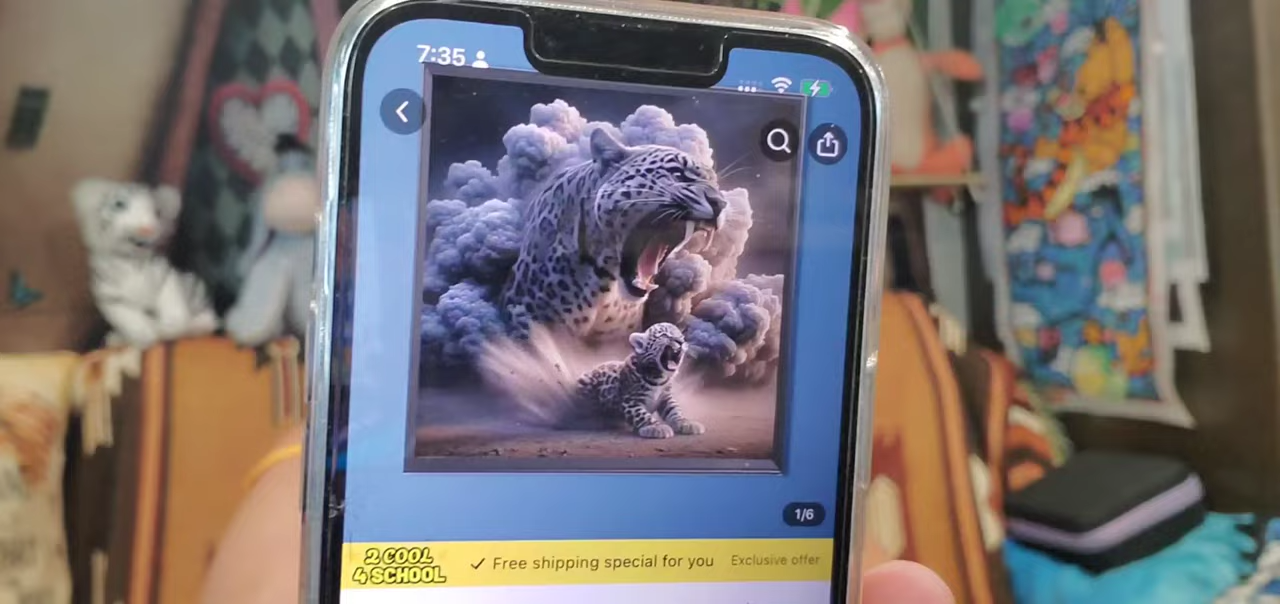 7:35
1/6
2 COOL
4 SCHOOL
✓ Free shipping special for you Exclusive offer